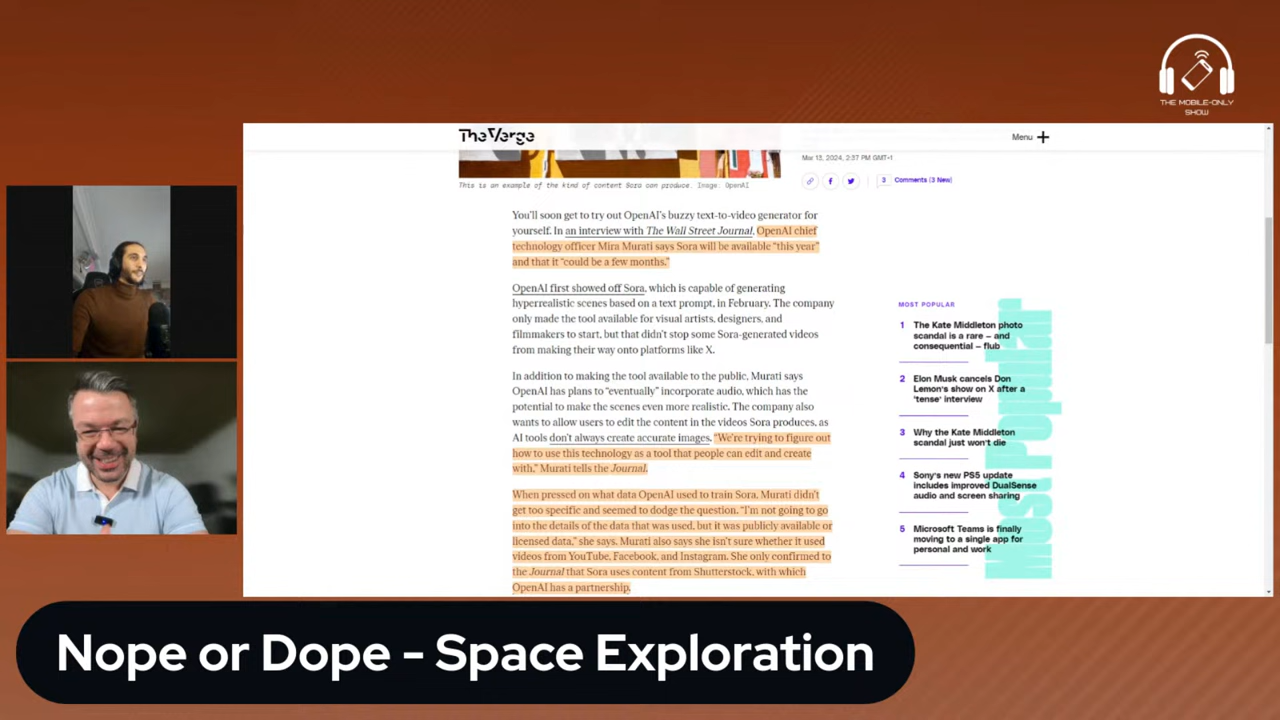 THE MOBILE-ONLY
SHOW
The Verge
Menu
Mar 13, 2024, 2:37 PM GMT+1
This is an example of the kind of content Sora can produce. Image: OpenAI
3 Comments (3 New)
You'll soon get to try out OpenAI's buzzy text-to-video generator for
yourself. In an interview with The Wall Street Journal, OpenAI chief
technology officer Mira Murati says Sora will be available “this year”
and that it “could be a few months.”
OpenAI first showed off Sora, which is capable of generating
hyperrealistic scenes based on a text prompt, in February. The company
only made the tool available for visual artists, designers, and
filmmakers to start, but that didn't stop some Sora-generated videos
from making their way onto platforms like X.
In addition to making the tool available to the public, Murati says
OpenAI has plans to “eventually” incorporate audio, which has the
potential to make the scenes even more realistic. The company also
wants to allow users to edit the content in the videos Sora produces, as
AI tools don't always create accurate images. “We're trying to figure out
how to use this technology as a tool that people can edit and create
with,” Murati tells the Journal.
When pressed on what data OpenAI used to train Sora, Murati didn't
get too specific and seemed to dodge the question. “I'm not going to go
into the details of the data that was used, but it was publicly available or
licensed data,” she says. Murati also says she isn't sure whether it used
videos from YouTube, Facebook, and Instagram. She only confirmed to
the Journal that Sora uses content from Shutterstock, with which
OpenAI has a partnership.
MOST POPULAR
Most Popular
1 The Kate Middleton photo
scandal is a rare – and
consequential – flub
2 Elon Musk cancels Don
Lemon's show on X after a
'tense' interview
3 Why the Kate Middleton
scandal just won't die
4 Sony's new PS5 update
includes improved DualSense
audio and screen sharing
5 Microsoft Teams is finally
moving to a single app for
personal and work
Nope or Dope - Space Exploration